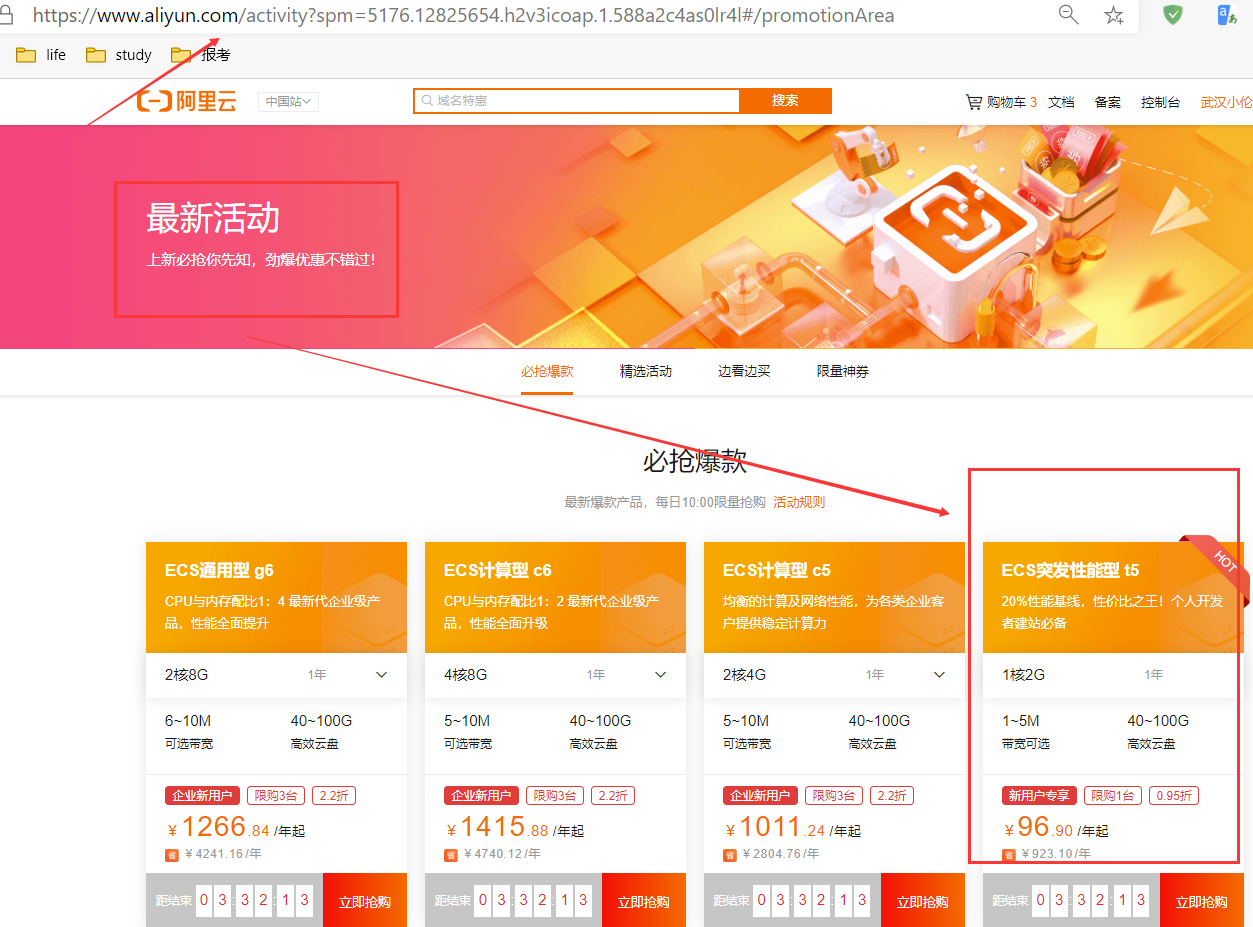 https://www.aliyun.com/activity?spm=5176.12825654.h2v3icoap.1.588a2c4as0lr4l#/promotionArea
life study 报考
阿里云 中国站 域名特惠 搜索 购物车 3 文档 备案 控制台 武汉小伦
最新活动
上新必抢你先知，劲爆优惠不错过！
必抢爆款 精选活动 边看边买 限量神券
必抢爆款
最新爆款产品，每日10:00限量抢购 活动规则
ECS通用型 g6
CPU与内存配比1：4 最新代企业级产
品，性能全面提升
2核8G 1年
6~10M 40~100G
可选带宽 高效云盘
企业新用户 限购3台 2.2折
¥ 1266.84 /年起
省 ¥ 4241.16 /年
距结束 0 3 : 3 2 : 1 3 立即抢购
ECS计算型 c6
CPU与内存配比1：2 最新代企业级产
品，性能全面升级
4核8G 1年
5~10M 40~100G
可选带宽 高效云盘
企业新用户 限购3台 2.2折
¥ 1415.88 /年起
省 ¥ 4740.12 /年
距结束 0 3 : 3 2 : 1 3 立即抢购
ECS计算型 c5
均衡的计算及网络性能，为各类企业客
户提供稳定计算力
2核4G 1年
5~10M 40~100G
可选带宽 高效云盘
企业新用户 限购3台 2.2折
¥ 1011.24 /年起
省 ¥ 2804.76 /年
距结束 0 3 : 3 2 : 1 3 立即抢购
HOT
ECS突发性能型 t5
20%性能基线，性价比之王！个人开发
者建站必备
1核2G 1年
1~5M 40~100G
带宽可选 高效云盘
新用户专享 限购1台 0.95折
¥ 96.90 /年起
省 ¥ 923.10 /年
距结束 0 3 : 3 2 : 1 3 立即抢购